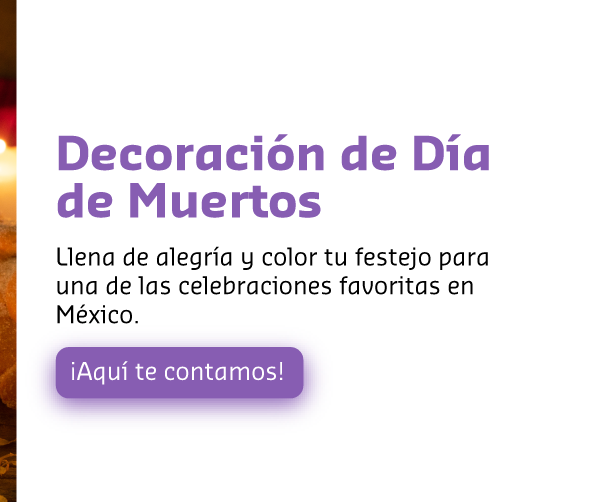 Decoración de Día
de Muertos
Llena de alegría y color tu festejo para
una de las celebraciones favoritas en
México.
¡Aquí te contamos!